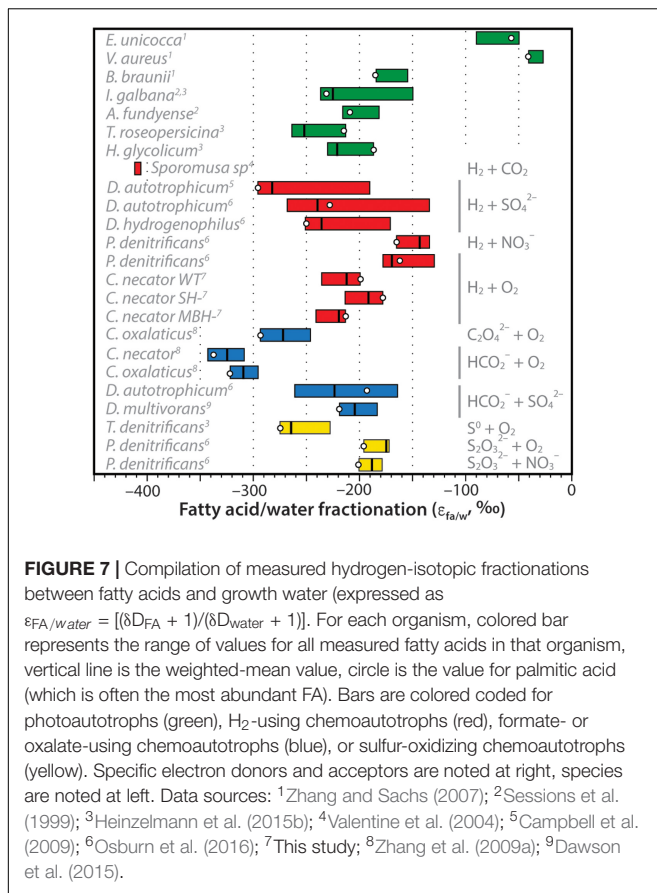 E. unicocca¹
V. aureus¹
B. braunii¹
I. galbana²,³
A. fundyense²
T. roseopersicina³
H. glycolicum³
Sporomusa sp⁴ H₂ + CO₂
D. autotrophicum⁵
D. autotrophicum⁶ H₂ + SO₄²⁻
D. hydrogenophilus⁶
P. denitrificans⁶ H₂ + NO₃⁻
P. denitrificans⁶
C. necator WT⁷
C. necator SH-⁷ H₂ + O₂
C. necator MBH-⁷
C. oxalaticus⁸ C₂O₄²⁻ + O₂
C. necator⁸ HCO₂⁻ + O₂
C. oxalaticus⁸
D. autotrophicum⁶ HCO₂⁻ + SO₄²⁻
D. multivorans⁹
T. denitrificans³ S⁰ + O₂
P. denitrificans⁶ S₂O₃²⁻ + O₂
P. denitrificans⁶ S₂O₃²⁻ + NO₃⁻
−400 −300 −200 −100 0
Fatty acid/water fractionation (ε fa/w, ‰)
FIGURE 7 | Compilation of measured hydrogen-isotopic fractionations
between fatty acids and growth water (expressed as
εFA/water = [(δDFA + 1)/(δDwater + 1)]. For each organism, colored bar
represents the range of values for all measured fatty acids in that organism,
vertical line is the weighted-mean value, circle is the value for palmitic acid
(which is often the most abundant FA). Bars are colored coded for
photoautotrophs (green), H₂-using chemoautotrophs (red), formate- or
oxalate-using chemoautotrophs (blue), or sulfur-oxidizing chemoautotrophs
(yellow). Specific electron donors and acceptors are noted at right, species
are noted at left. Data sources: ¹Zhang and Sachs (2007); ²Sessions et al.
(1999); ³Heinzelmann et al. (2015b); ⁴Valentine et al. (2004); ⁵Campbell et al.
(2009); ⁶Osburn et al. (2016); ⁷This study; ⁸Zhang et al. (2009a); ⁹Dawson
et al. (2015).